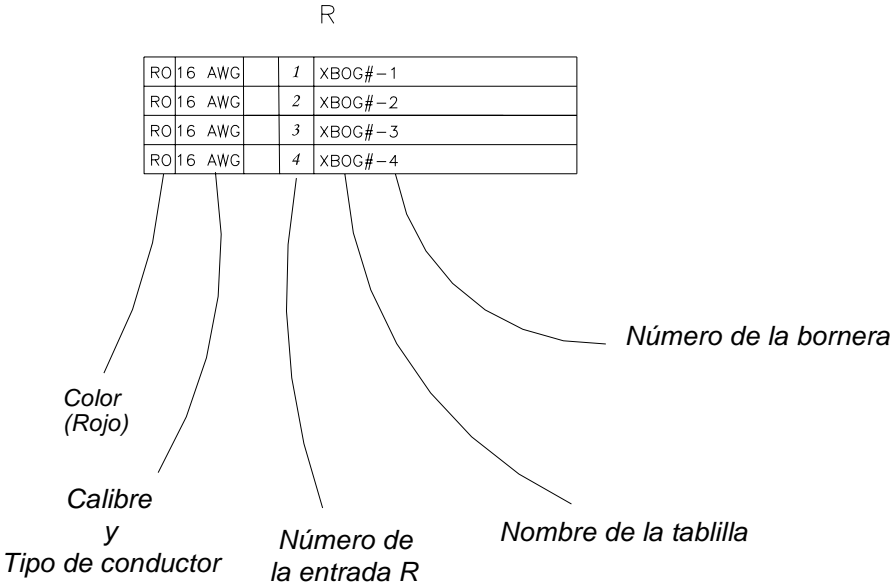 R
RO 16 AWG 1 XBOG#-1
RO 16 AWG 2 XBOG#-2
RO 16 AWG 3 XBOG#-3
RO 16 AWG 4 XBOG#-4
Número de la bornera
Color
(Rojo)
Calibre
y
Tipo de conductor
Número de
la entrada R
Nombre de la tablilla